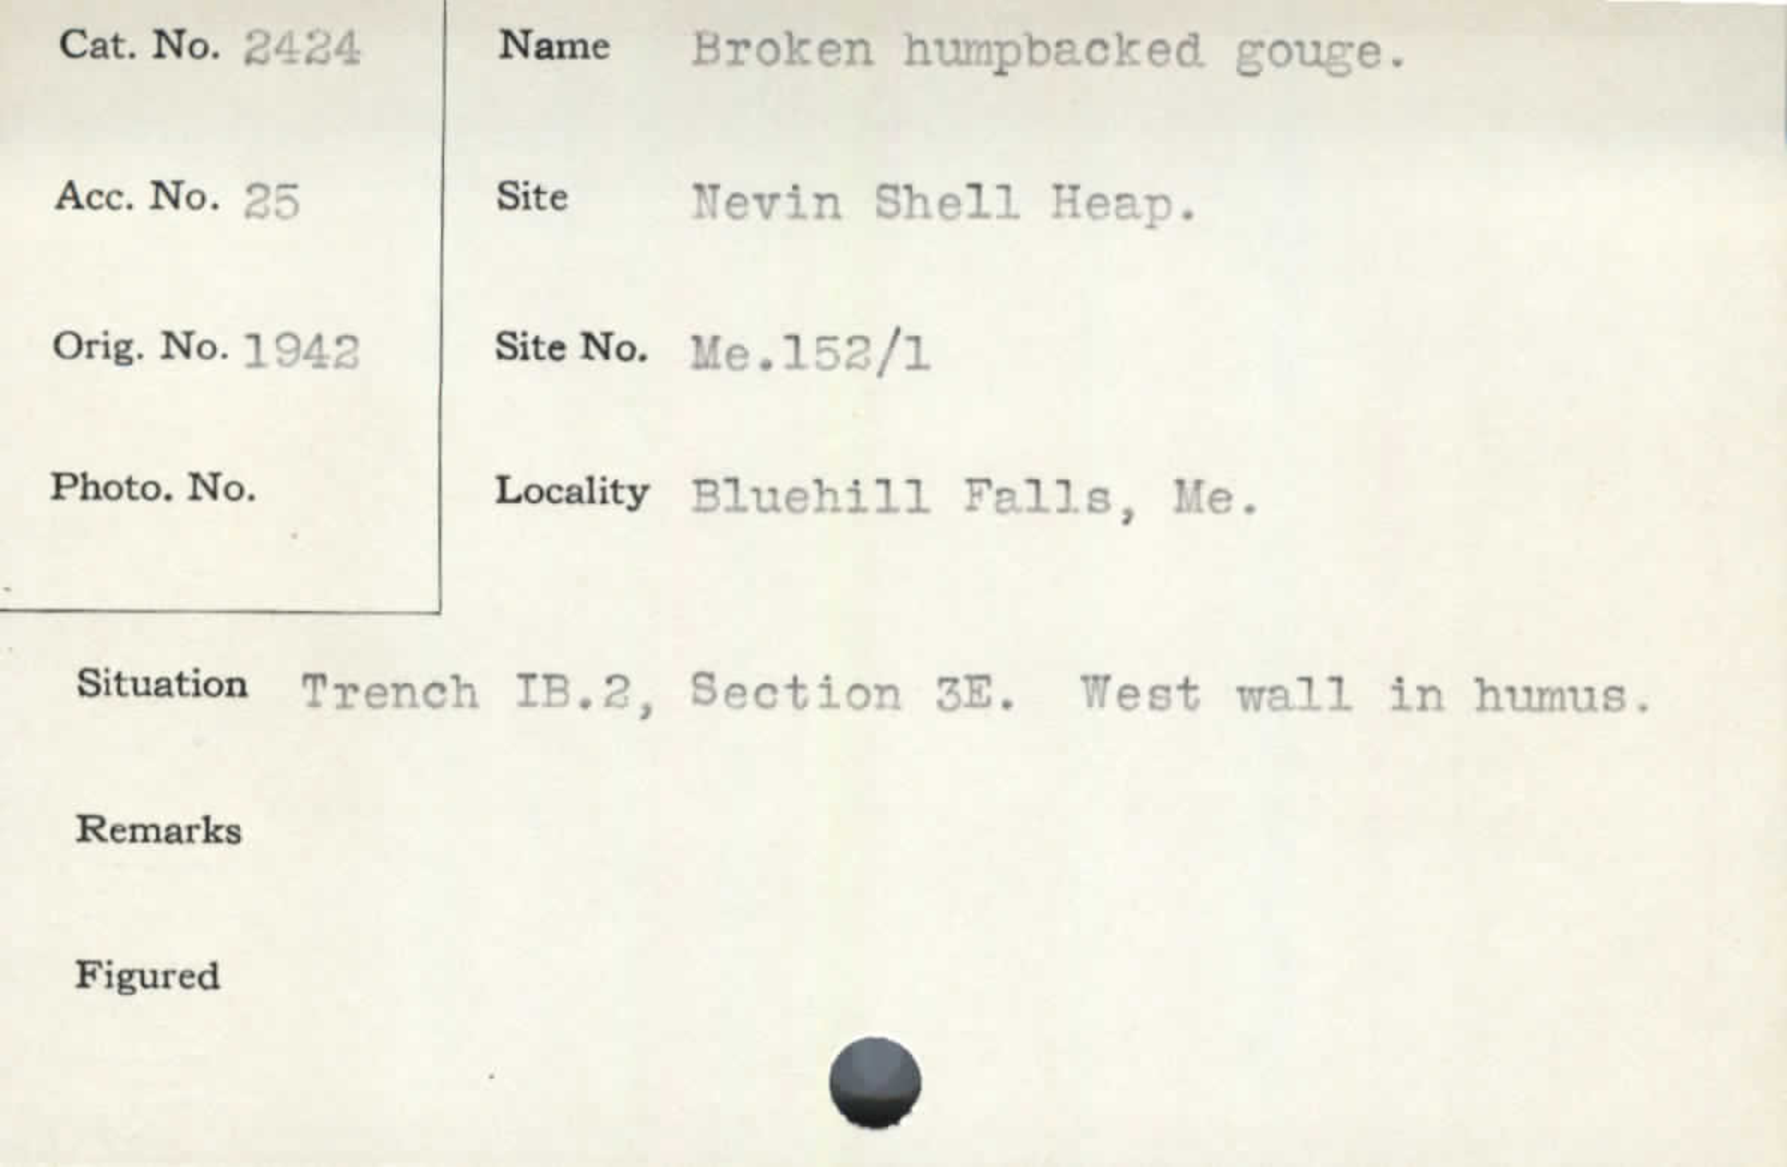 Cat. No. 2424
Name Broken humpbacked gouge.
Acc. No. 25
Site Nevin Shell Heap.
Orig. No. 1942
Site No. Me.152/1
Photo. No.
Locality Bluehill Falls, Me.
Situation Trench IB.2, Section 3E. West wall in humus.
Remarks
Figured